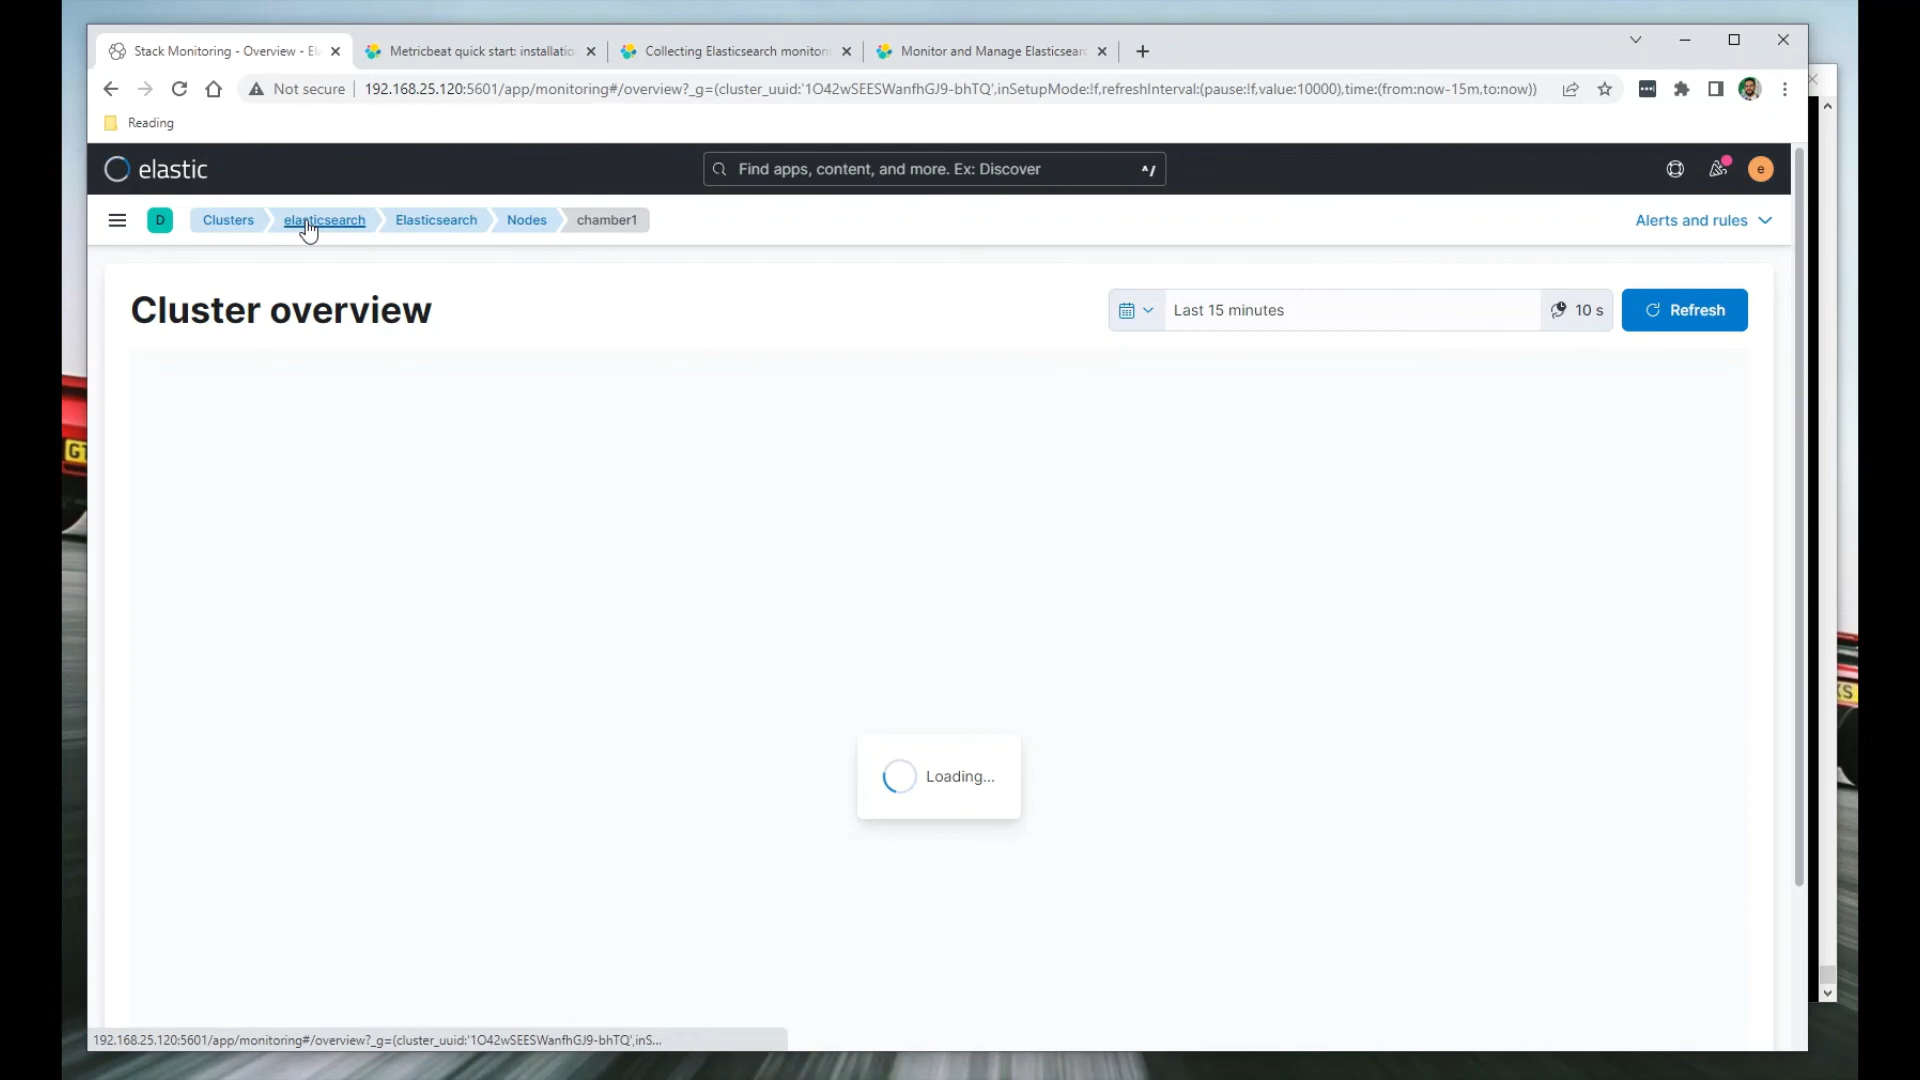 Stack Monitoring - Overview - El
Metricbeat quick start: installatio
Collecting Elasticsearch monitori
Monitor and Manage Elasticsearc
Not secure
192.168.25.120:5601/app/monitoring#/overview?_g=(cluster_uuid:'1O42wSEESWanfhGJ9-bhTQ',inSetupMode:!f,refreshInterval:(pause:!f,value:10000),time:(from:now-15m,to:now))
Reading
elastic
Find apps, content, and more. Ex: Discover
^/
e
D
Clusters
elasticsearch
Elasticsearch
Nodes
chamber1
Alerts and rules
Cluster overview
Last 15 minutes
10 s
Refresh
GT
KS
Loading...
192.168.25.120:5601/app/monitoring#/overview?_g=(cluster_uuid:'1O42wSEESWanfhGJ9-bhTQ',inS...